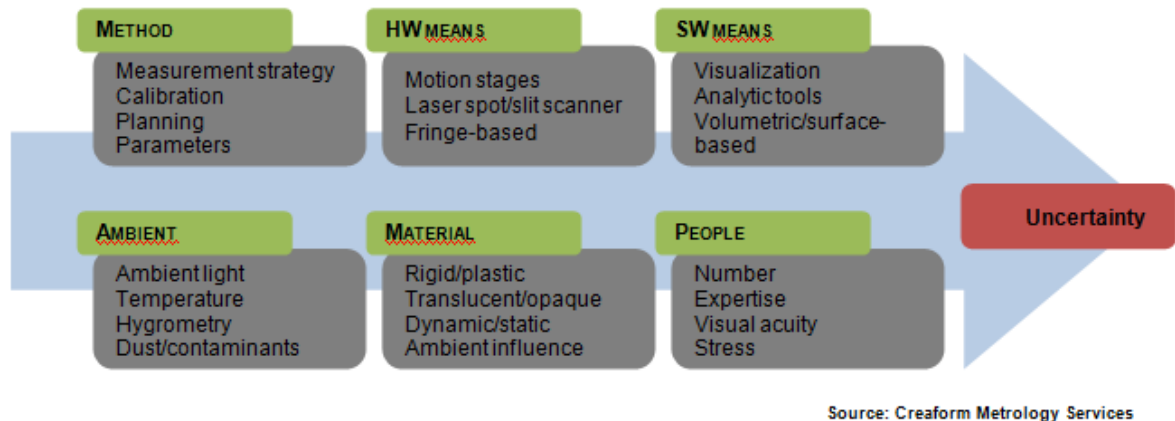 METHOD
Measurement strategy
Calibration
Planning
Parameters
HW MEANS
Motion stages
Laser spot/slit scanner
Fringe-based
SW MEANS
Visualization
Analytic tools
Volumetric/surface-
based
Uncertainty
AMBIENT
Ambient light
Temperature
Hygrometry
Dust/contaminants
MATERIAL
Rigid/plastic
Translucent/opaque
Dynamic/static
Ambient influence
PEOPLE
Number
Expertise
Visual acuity
Stress
Source: Creaform Metrology Services